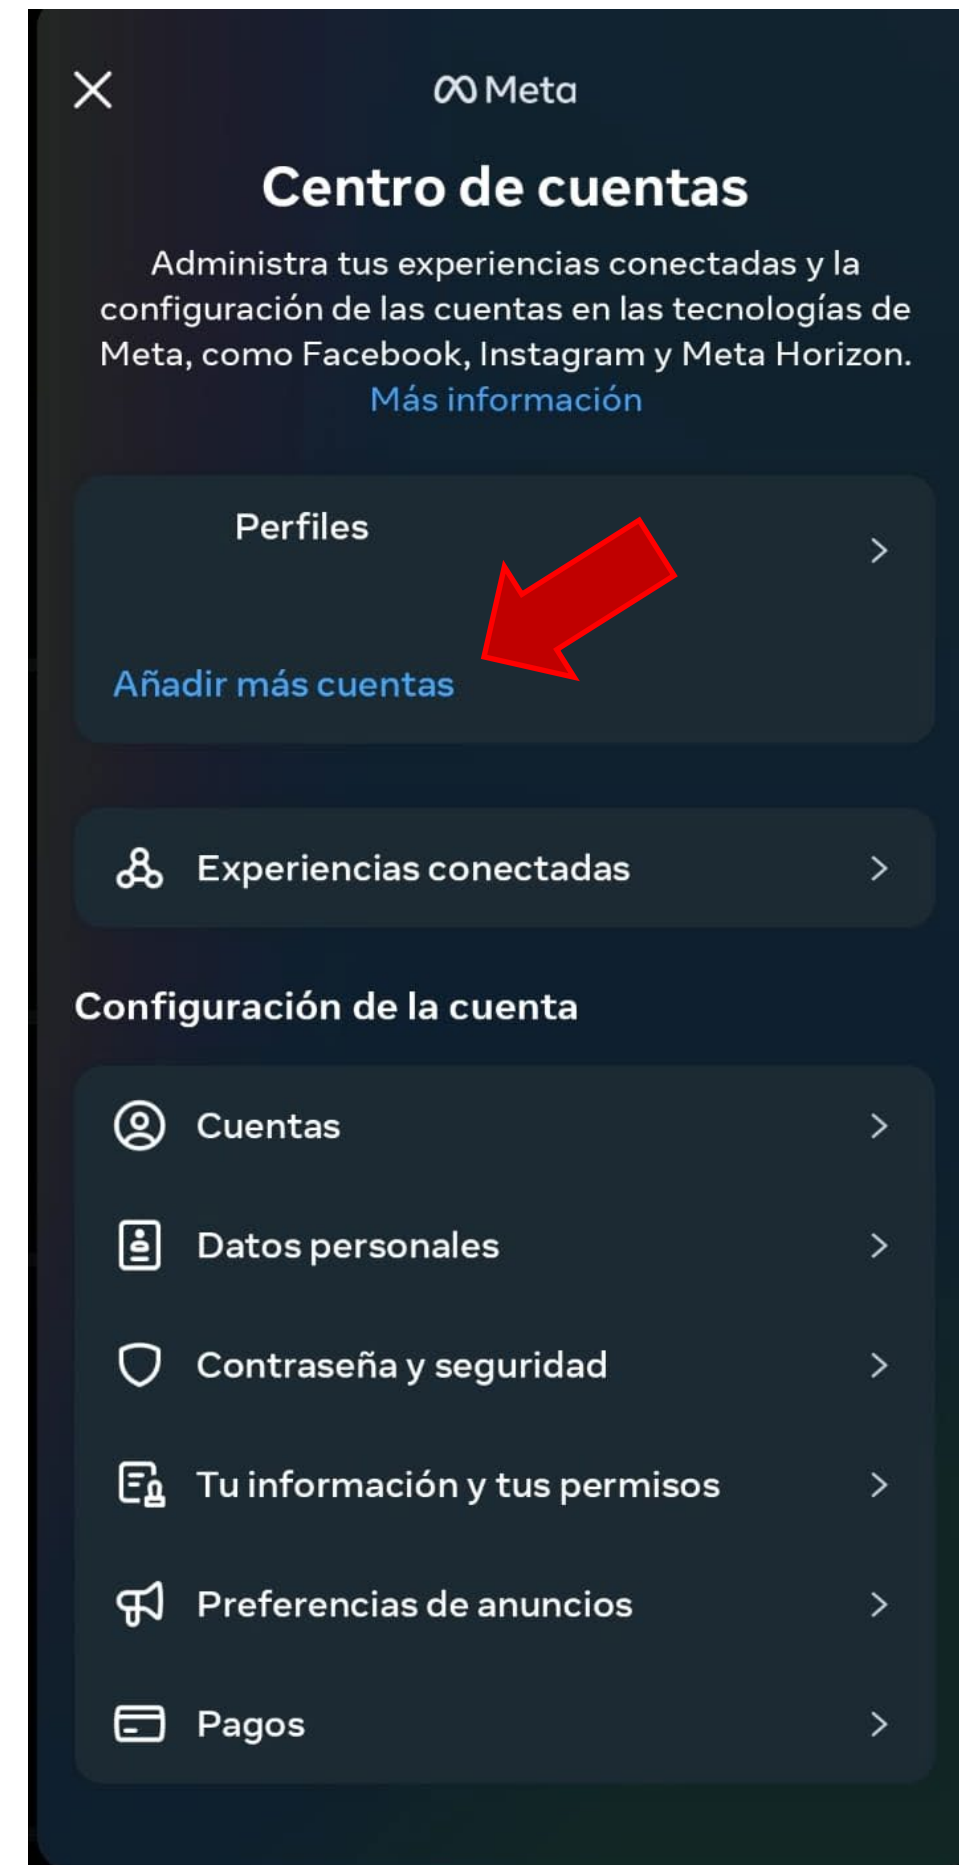 Meta
Centro de cuentas
Administra tus experiencias conectadas y la
configuración de las cuentas en las tecnologías de
Meta, como Facebook, Instagram y Meta Horizon.
Más información
Perfiles
Añadir más cuentas
Experiencias conectadas
Configuración de la cuenta
Cuentas
Datos personales
Contraseña y seguridad
Tu información y tus permisos
Preferencias de anuncios
Pagos